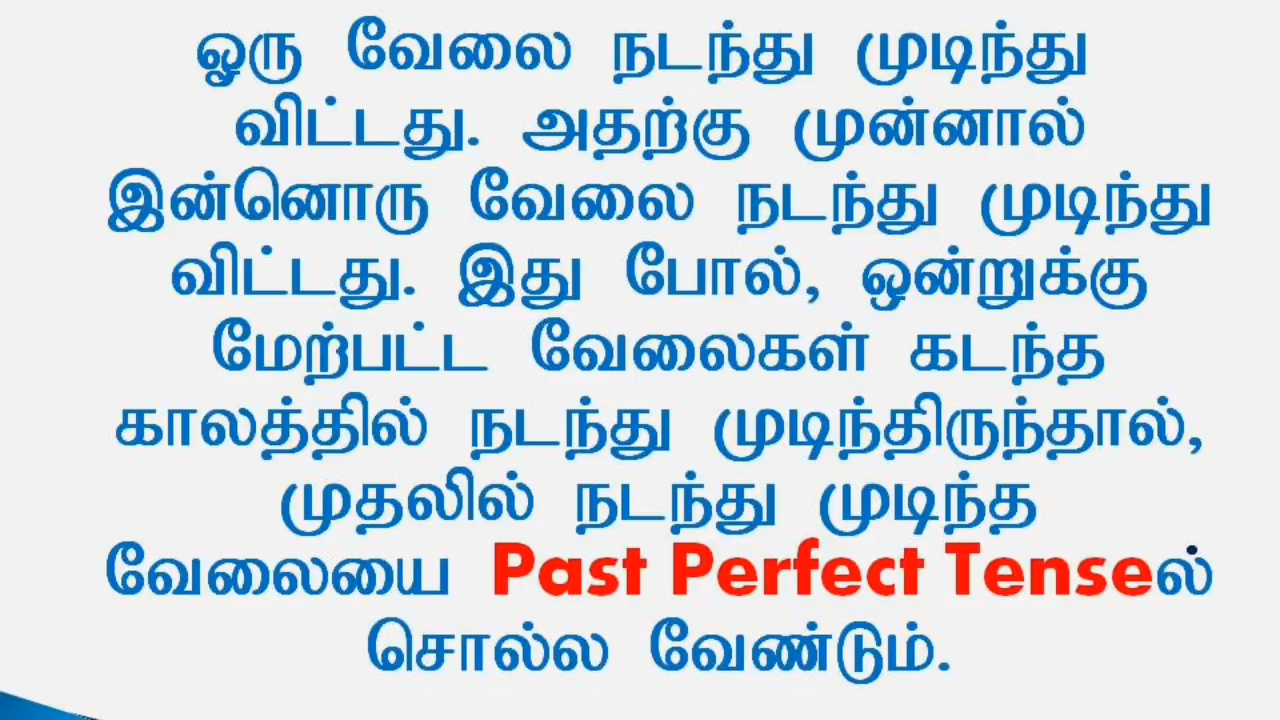 ஒரு வேலை நடந்து முடிந்து
விட்டது. அதற்கு முன்னால்
இன்னொரு வேலை நடந்து முடிந்து
விட்டது. இது போல், ஒன்றுக்கு
மேற்பட்ட வேலைகள் கடந்த
காலத்தில் நடந்து முடிந்திருந்தால்,
முதலில் நடந்து முடிந்த
வேலையை Past Perfect Tenseல்
சொல்ல வேண்டும்.